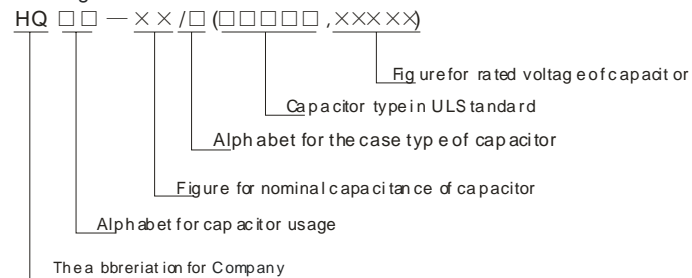 HQ □□ — ××/□ (□□□□□ ,×××××)
Figure for rated voltage of capacitor
Capacitor type in UL Standard
Alphabet for the case type of capacitor
Figure for nominal capacitance of capacitor
Alphabet for capacitor usage
The abbreriation for Company